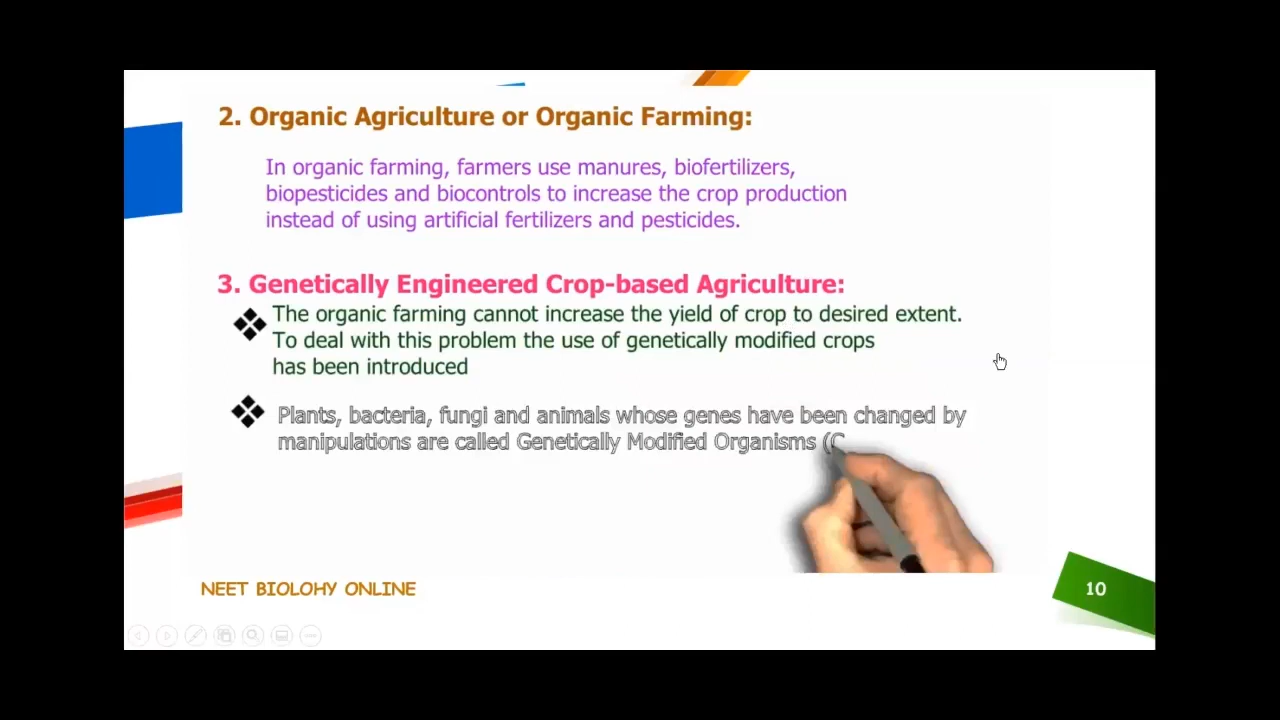 2. Organic Agriculture or Organic Farming:
In organic farming, farmers use manures, biofertilizers,
biopesticides and biocontrols to increase the crop production
instead of using artificial fertilizers and pesticides.
3. Genetically Engineered Crop-based Agriculture:
The organic farming cannot increase the yield of crop to desired extent.
To deal with this problem the use of genetically modified crops
has been introduced
Plants, bacteria, fungi and animals whose genes have been changed by
manipulations are called Genetically Modified Organisms (
NEET BIOLOHY ONLINE
10